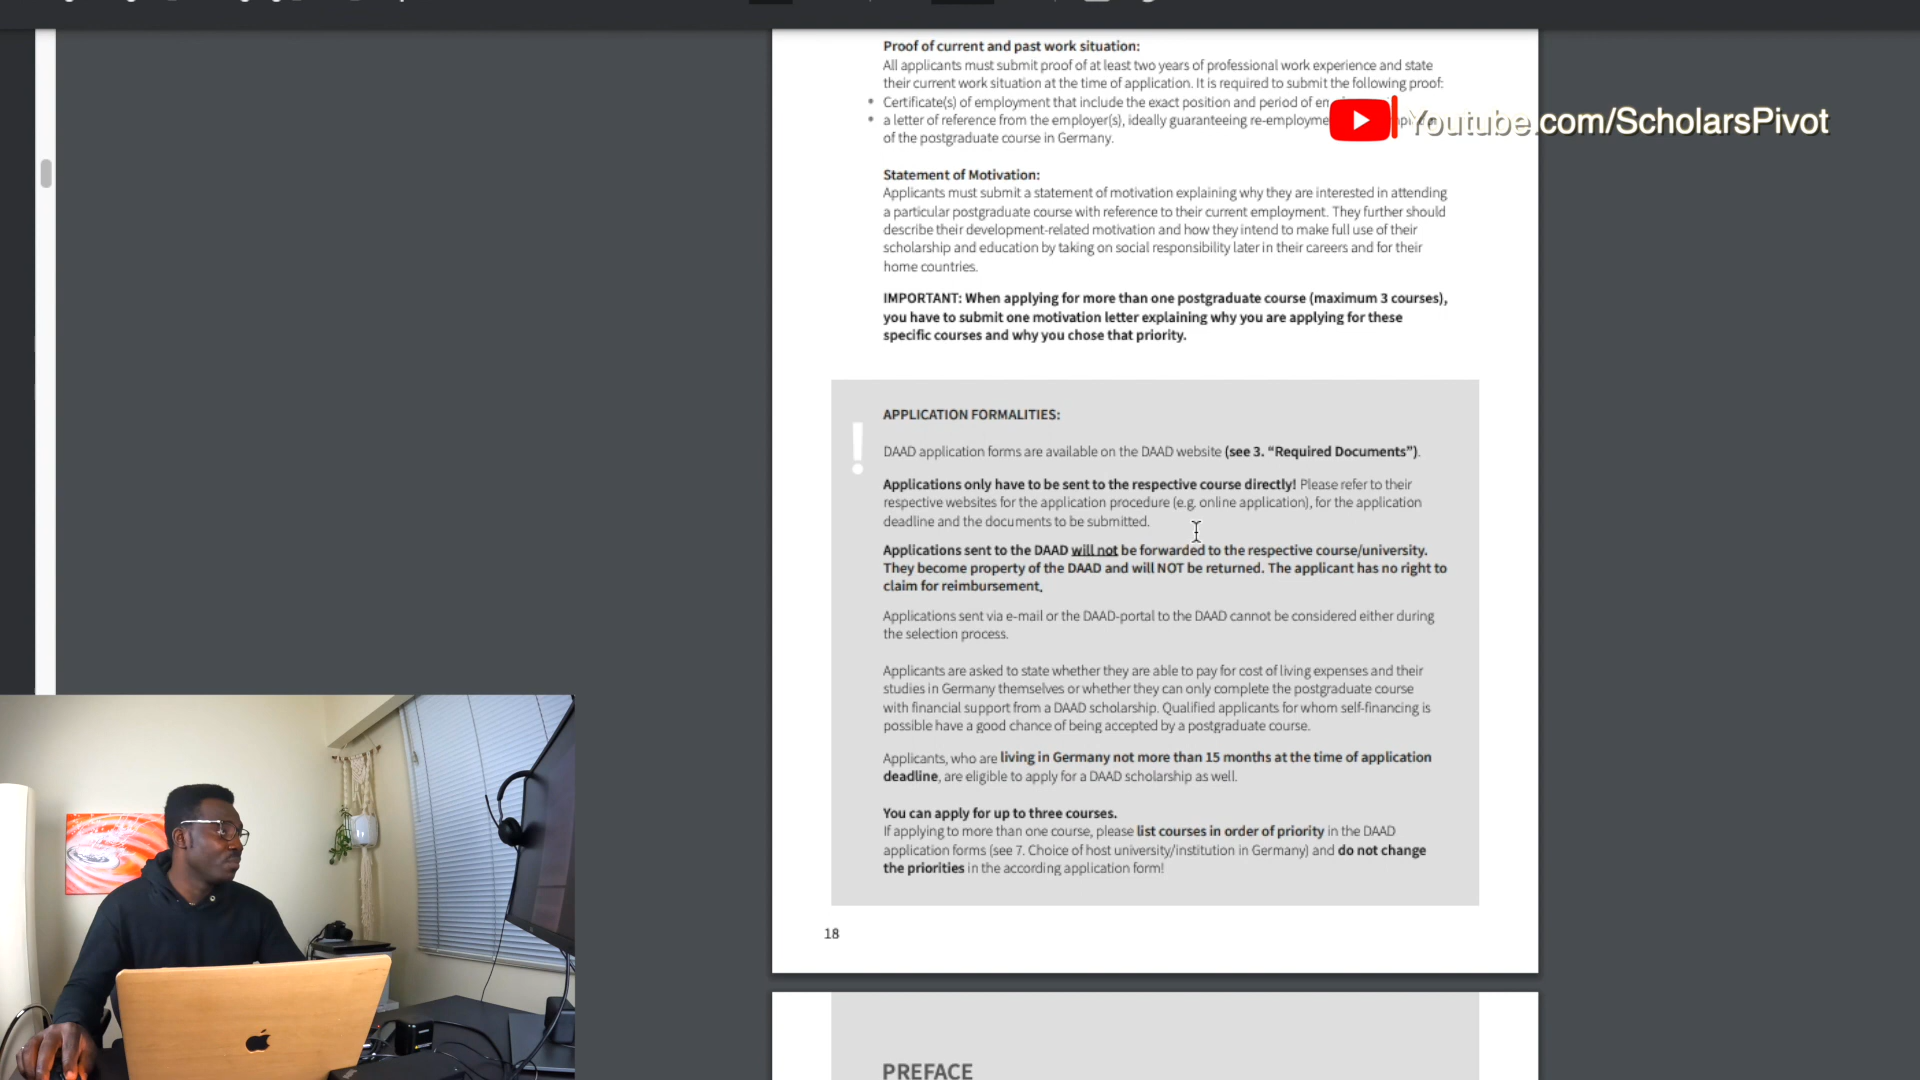 Proof of current and past work situation:
All applicants must submit proof of at least two years of professional work experience and state
their current work situation at the time of application. It is required to submit the following proof:
• Certificate(s) of employment that include the exact position and period of
• a letter of reference from the employer(s), ideally guaranteeing
of the postgraduate course in Germany.
Youtube.com/ScholarsPivot
Statement of Motivation:
Applicants must submit a statement of motivation explaining why they are interested in attending
a particular postgraduate course with reference to their current employment. They further should
describe their development-related motivation and how they intend to make full use of their
scholarship and education by taking on social responsibility later in their careers and for their
home countries.
IMPORTANT: When applying for more than one postgraduate course (maximum 3 courses),
you have to submit one motivation letter explaining why you are applying for these
specific courses and why you chose that priority.
!
APPLICATION FORMALITIES:
DAAD application forms are available on the DAAD website (see 3. “Required Documents”).
Applications only have to be sent to the respective course directly! Please refer to their
respective websites for the application procedure (e.g. online application), for the application
deadline and the documents to be submitted.
Applications sent to the DAAD will not be forwarded to the respective course/university.
They become property of the DAAD and will NOT be returned. The applicant has no right to
claim for reimbursement.
Applications sent via e-mail or the DAAD-portal to the DAAD cannot be considered either during
the selection process.
Applicants are asked to state whether they are able to pay for cost of living expenses and their
studies in Germany themselves or whether they can only complete the postgraduate course
with financial support from a DAAD scholarship. Qualified applicants for whom self-financing is
possible have a good chance of being accepted by a postgraduate course.
Applicants, who are living in Germany not more than 15 months at the time of application
deadline, are eligible to apply for a DAAD scholarship as well.
You can apply for up to three courses.
If applying to more than one course, please list courses in order of priority in the DAAD
application forms (see 7. Choice of host university/institution in Germany) and do not change
the priorities in the according application form!
18
PREFACE